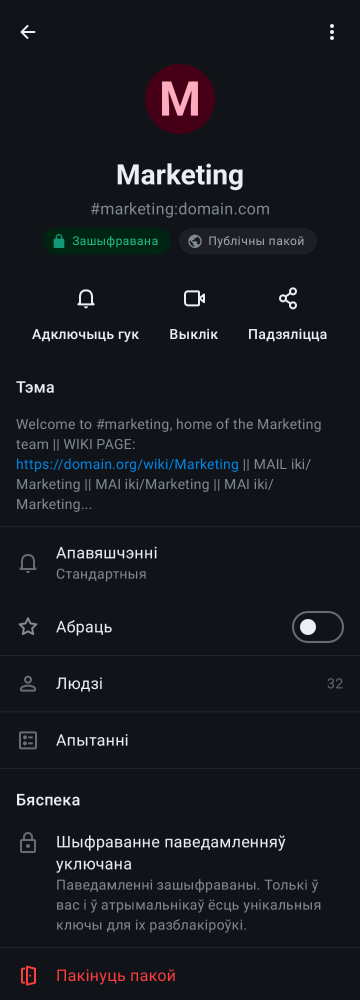 M
Marketing
#marketing:domain.com
Зашыфравана
Публічны пакой
Адключыць гук
Выклік
Падзяліцца
Тэма
Welcome to #marketing, home of the Marketing
team || WIKI PAGE:
https://domain.org/wiki/Marketing || MAIL iki/
Marketing || MAI iki/Marketing || MAI iki/
Marketing...
Апавяшчэнні
Стандартныя
Абраць
Людзі
32
Апытанні
Бяспека
Шыфраванне паведамленняў
уключана
Паведамленні зашыфраваны. Толькі ў
вас і ў атрымальнікаў ёсць унікальныя
ключы для іх разблакіроўкі.
Пакінуць пакой